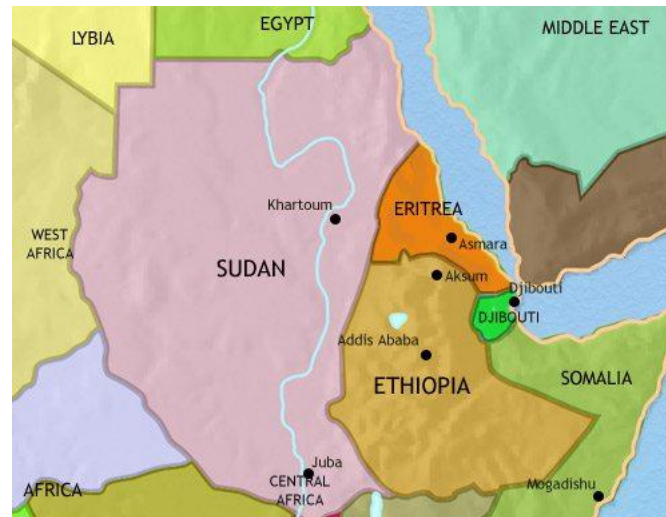 LYBIA
EGYPT
MIDDLE EAST
Khartoum
ERITREA
WEST
AFRICA
Asmara
SUDAN
Aksum
Djibouti
DJIBOUTI
Addis Ababa
ETHIOPIA
SOMALIA
Juba
CENTRAL
AFRICA
AFRICA
Mogadishu